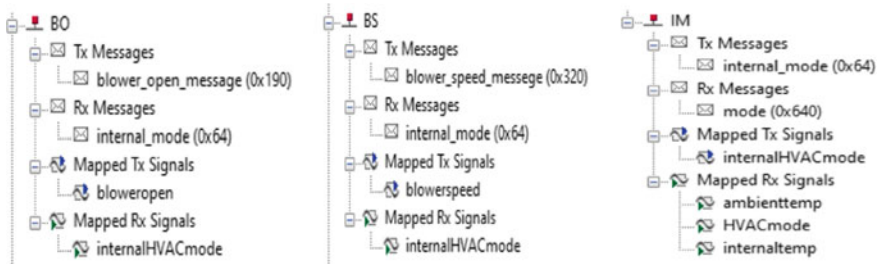 BO
Tx Messages
blower_open_message (0x190)
Rx Messages
internal_mode (0x64)
Mapped Tx Signals
bloweropen
Mapped Rx Signals
internalHVACmode
BS
Tx Messages
blower_speed_messege (0x320)
Rx Messages
internal_mode (0x64)
Mapped Tx Signals
blowerspeed
Mapped Rx Signals
internalHVACmode
IM
Tx Messages
internal_mode (0x64)
Rx Messages
mode (0x640)
Mapped Tx Signals
internalHVACmode
Mapped Rx Signals
ambienttemp
HVACmode
internaltemp